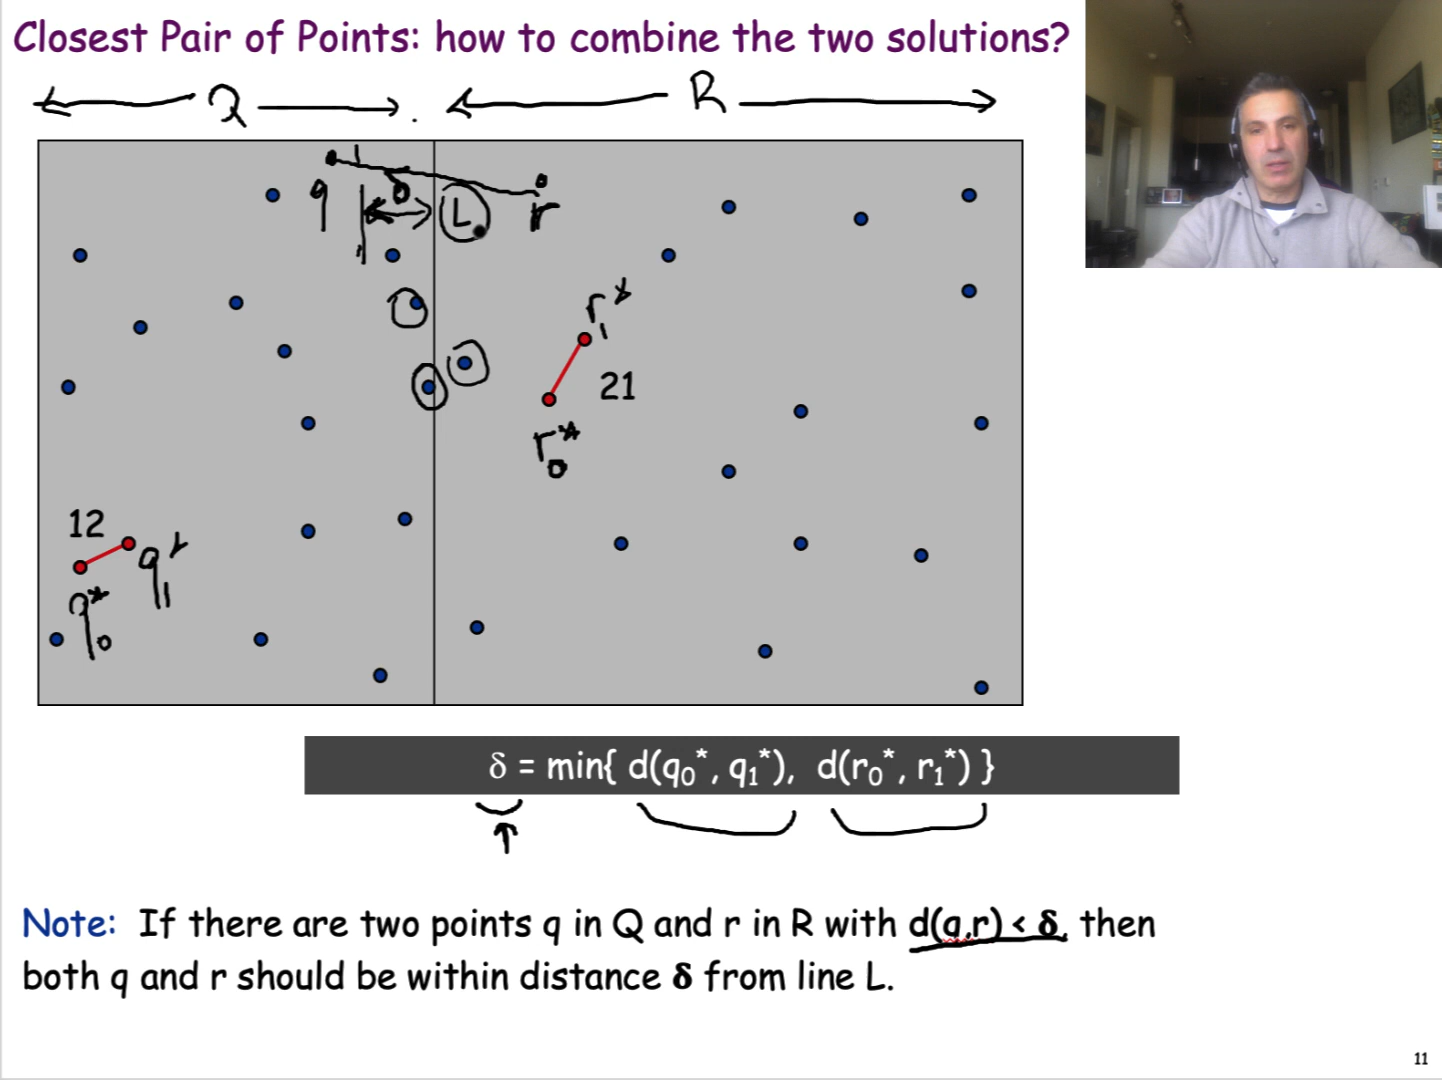 Closest Pair of Points: how to combine the two solutions?
Q R
q δ L r
r₁*
21
r₀*
12
q₁*
q₀*
δ = min{ d(q₀*, q₁*), d(r₀*, r₁*) }
Note: If there are two points q in Q and r in R with d(q,r) < δ, then
both q and r should be within distance δ from line L.
11